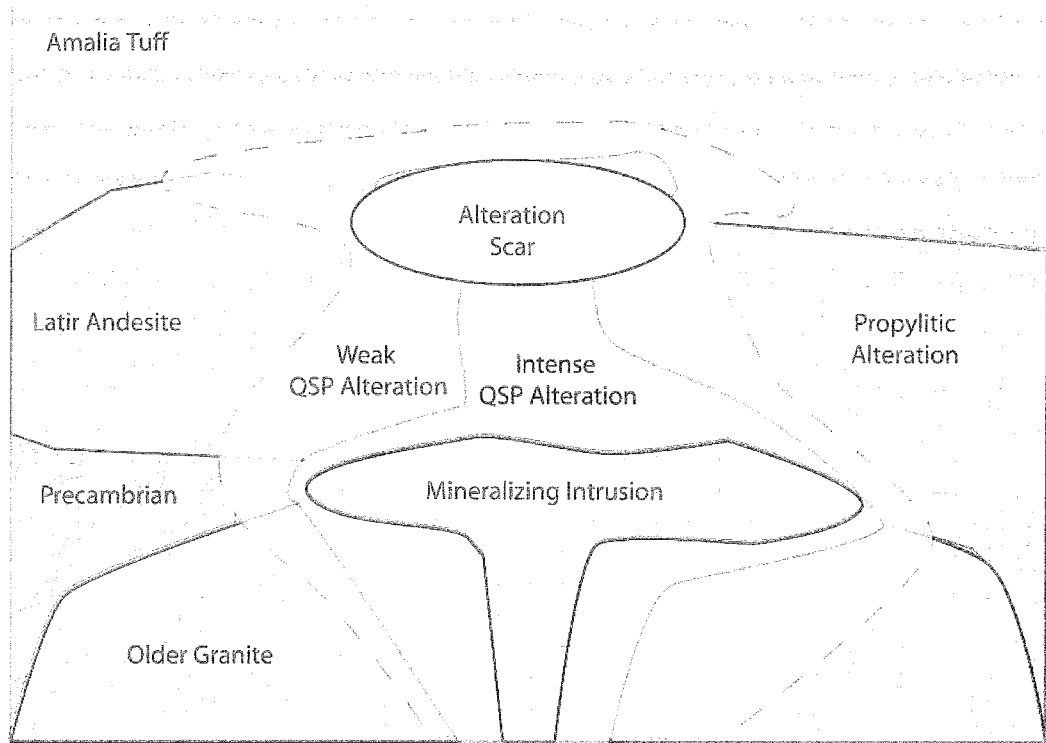 Amalia Tuff
Alteration
Scar
Latir Andesite
Propylitic
Alteration
Weak
QSP Alteration
Intense
QSP Alteration
Precambrian
Mineralizing Intrusion
Older Granite